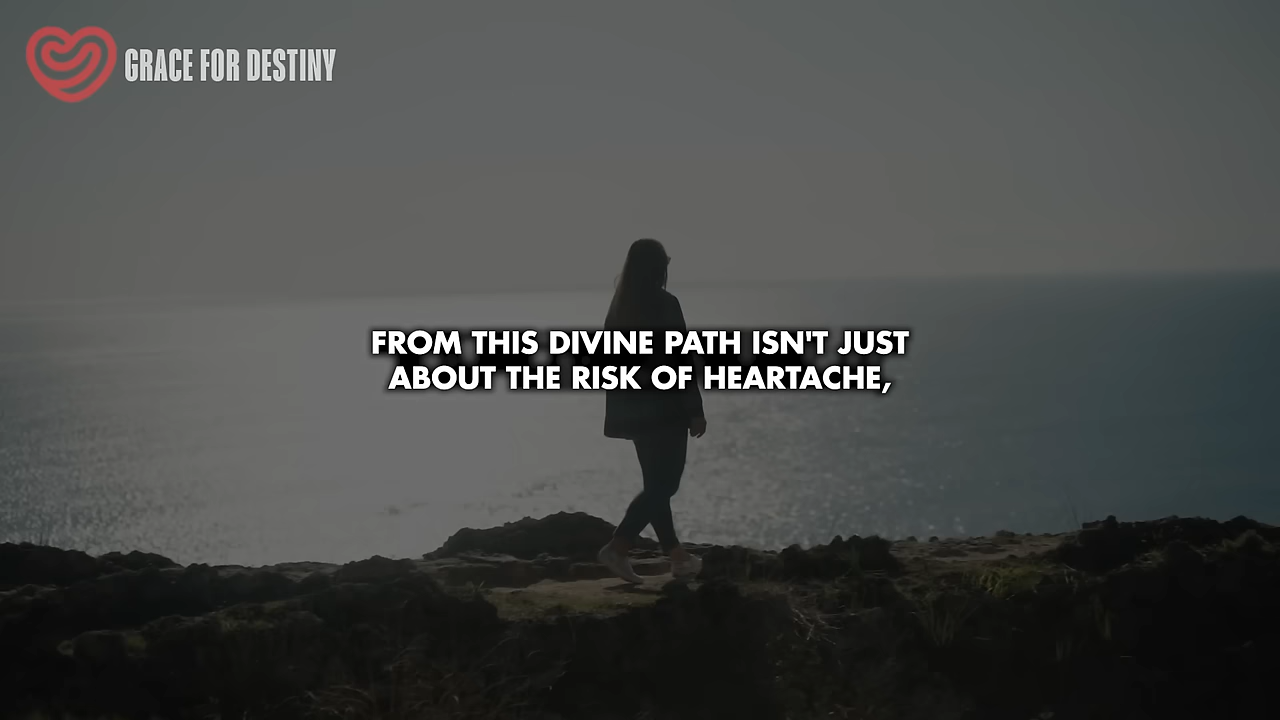 GRACE FOR DESTINY
FROM THIS DIVINE PATH ISN'T JUST
ABOUT THE RISK OF HEARTACHE,